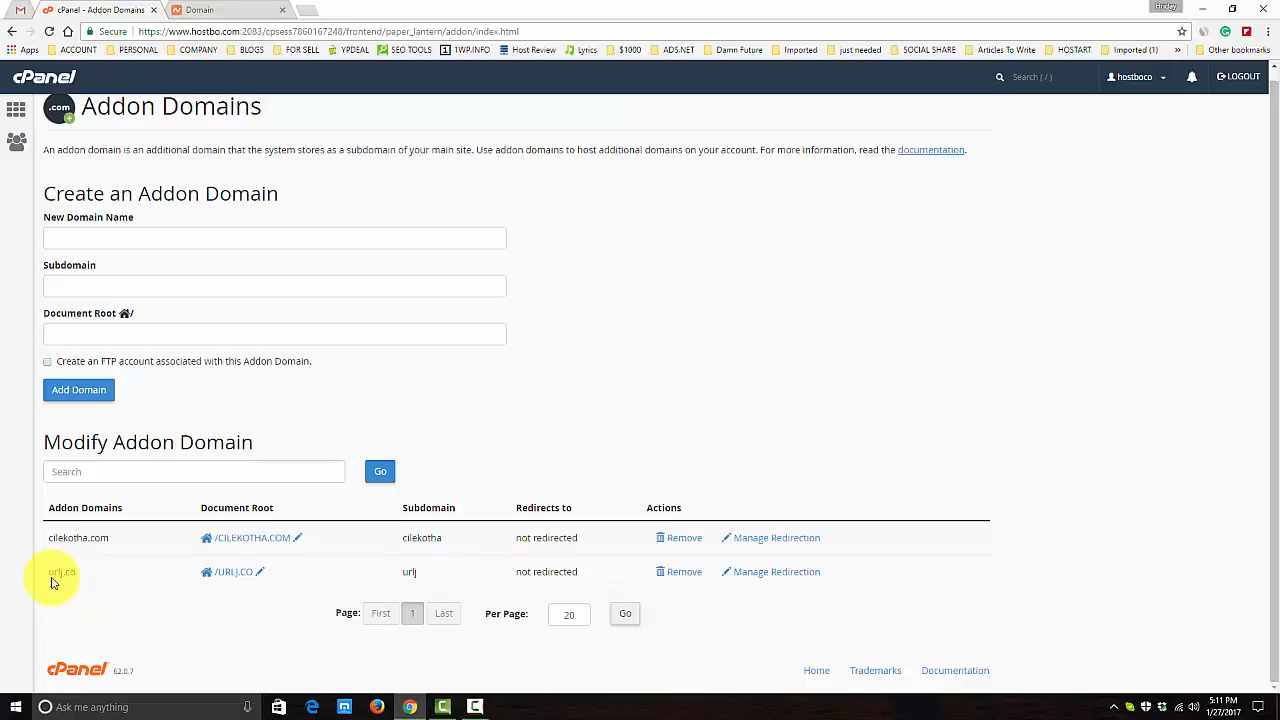 Hriday
cPanel - Addon Domains
Domain
Secure https://www.hostbo.com:2083/cpsess7860167248/frontend/paper_lantern/addon/index.html
Apps ACCOUNT PERSONAL COMPANY BLOGS FOR SELL YPDEAL SEO TOOLS 1WP.INFO Host Review Lyrics $1000 ADS.NET Damn Future Imported just needed SOCIAL SHARE Articles To Write HOSTART Imported (1) » Other bookmarks
cPanel Search ( / ) hostboco LOGOUT
.com Addon Domains
An addon domain is an additional domain that the system stores as a subdomain of your main site. Use addon domains to host additional domains on your account. For more information, read the documentation.
Create an Addon Domain
New Domain Name
Subdomain
Document Root /
Create an FTP account associated with this Addon Domain.
Add Domain
Modify Addon Domain
Search Go
Addon Domains Document Root Subdomain Redirects to Actions
cilekotha.com /CILEKOTHA.COM cilekotha not redirected Remove Manage Redirection
urlj.co /URLJ.CO urlj not redirected Remove Manage Redirection
Page: First 1 Last Per Page: 20 Go
cPanel 62.0.7 Home Trademarks Documentation
Ask me anything
5:11 PM
1/27/2017